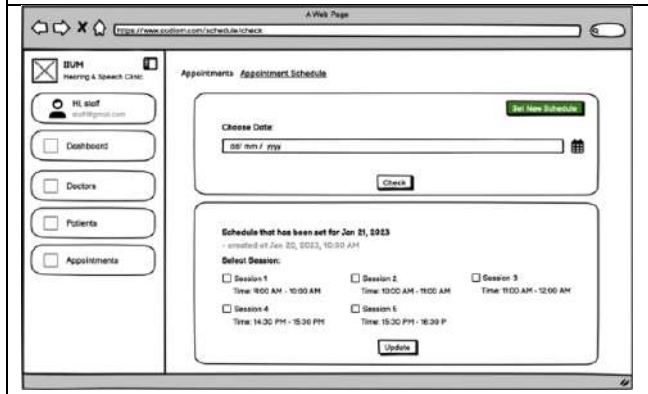 A Web Page
https://www.oudiom.com/schedule/check
IIUM
Hearing & Speech Clinic
Hi, staf
staf@gmail.com
Dashboard
Doctors
Patients
Appointments
Appointments Appointment Schedule
Set New Schedule
Choose Date:
dd/ mm / yyyy
Check
Schedule that has been set for Jan 21, 2023
- created at Jan 20, 2023, 10:00 AM
Select Session:
Session 1 Session 2 Session 3
Time: 9:00 AM - 10:00 AM Time: 10:00 AM - 11:00 AM Time: 11:00 AM - 12:00 AM
Session 4 Session 5
Time: 14:30 PM - 15:30 PM Time: 15:30 PM - 16:30 P
Update